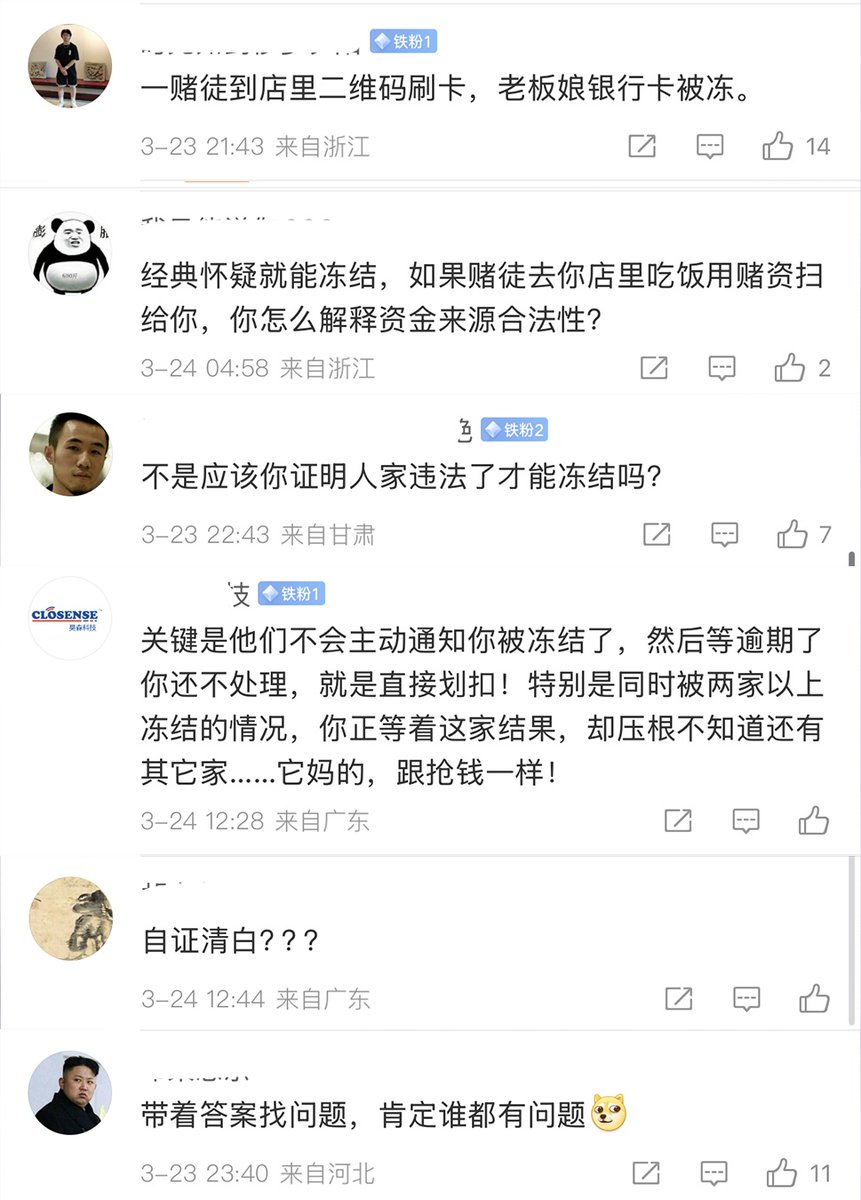 铁粉1
一赌徒到店里二维码刷卡，老板娘银行卡被冻。
3-23 21:43 来自浙江
14
经典怀疑就能冻结，如果赌徒去你店里吃饭用赌资扫
给你，你怎么解释资金来源合法性？
3-24 04:58 来自浙江
2
铁粉2
不是应该你证明人家违法了才能冻结吗？
3-23 22:43 来自甘肃
7
铁粉1
CLOSENSE
昊森科技
关键是他们不会主动通知你被冻结了，然后等逾期了
你还不处理，就是直接划扣！特别是同时被两家以上
冻结的情况，你正等着这家结果，却压根不知道还有
其它家……它妈的，跟抢钱一样！
3-24 12:28 来自广东
自证清白？？？
3-24 12:44 来自广东
带着答案找问题，肯定谁都有问题
3-23 23:40 来自河北
11